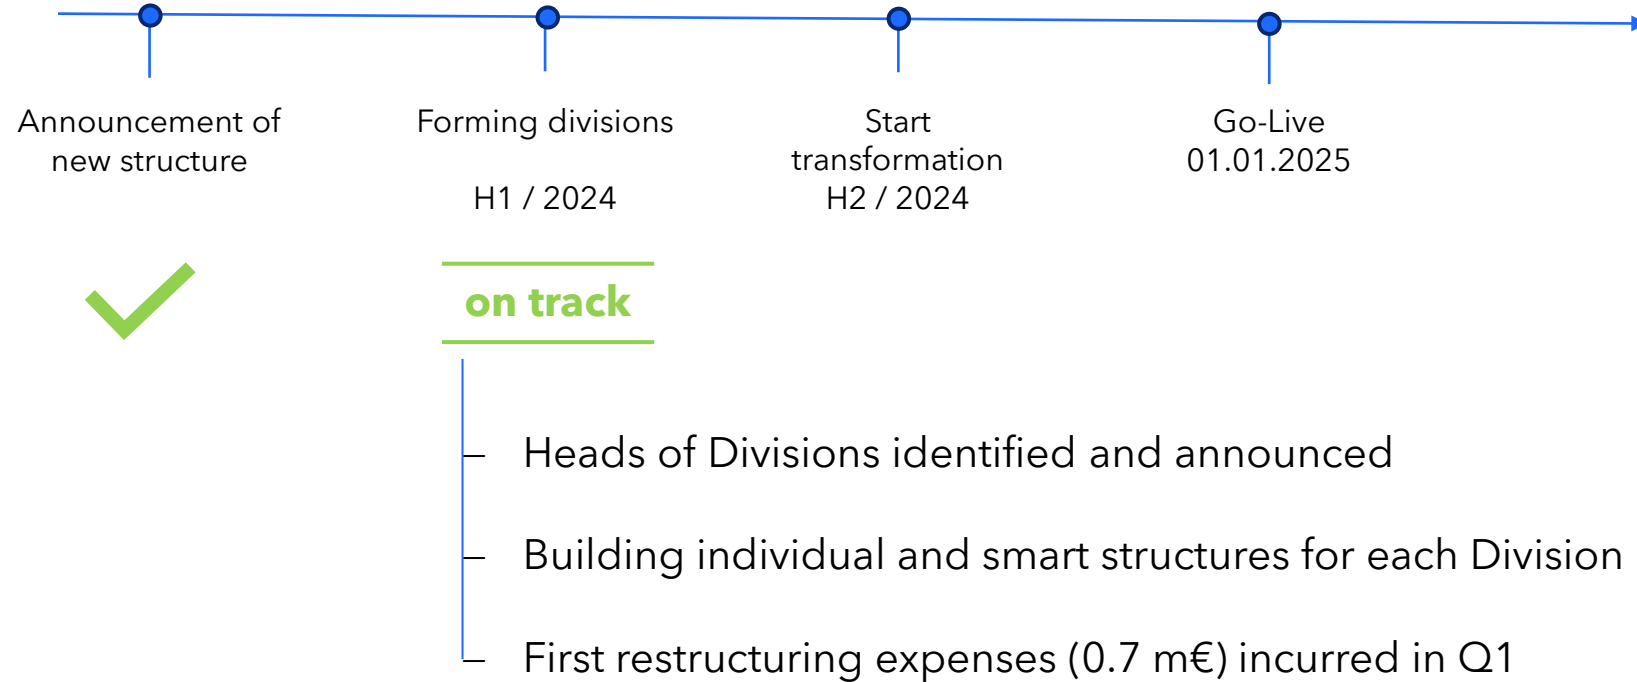 Announcement of
new structure
Forming divisions
H1 / 2024
Start
transformation
H2 / 2024
Go-Live
01.01.2025
on track
– Heads of Divisions identified and announced
– Building individual and smart structures for each Division
– First restructuring expenses (0.7 m€) incurred in Q1